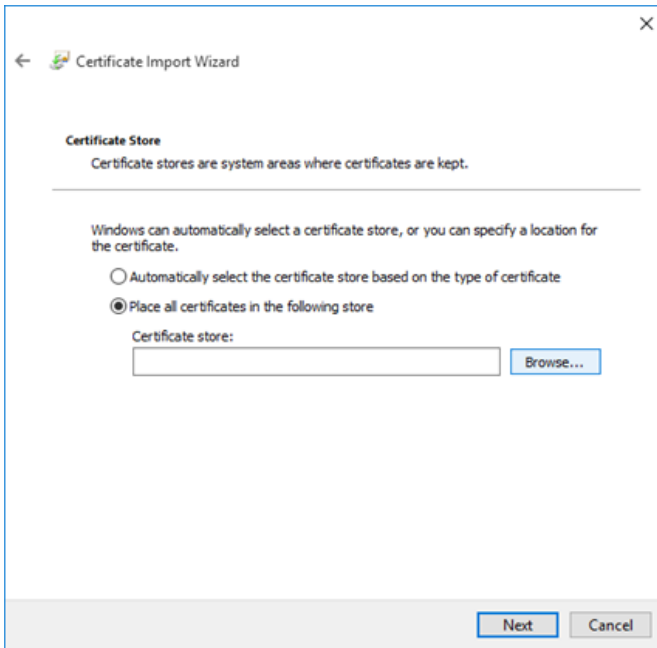 Certificate Import Wizard
Certificate Store
Certificate stores are system areas where certificates are kept.
Windows can automatically select a certificate store, or you can specify a location for
the certificate.
Automatically select the certificate store based on the type of certificate
Place all certificates in the following store
Certificate store:
Browse...
Next Cancel